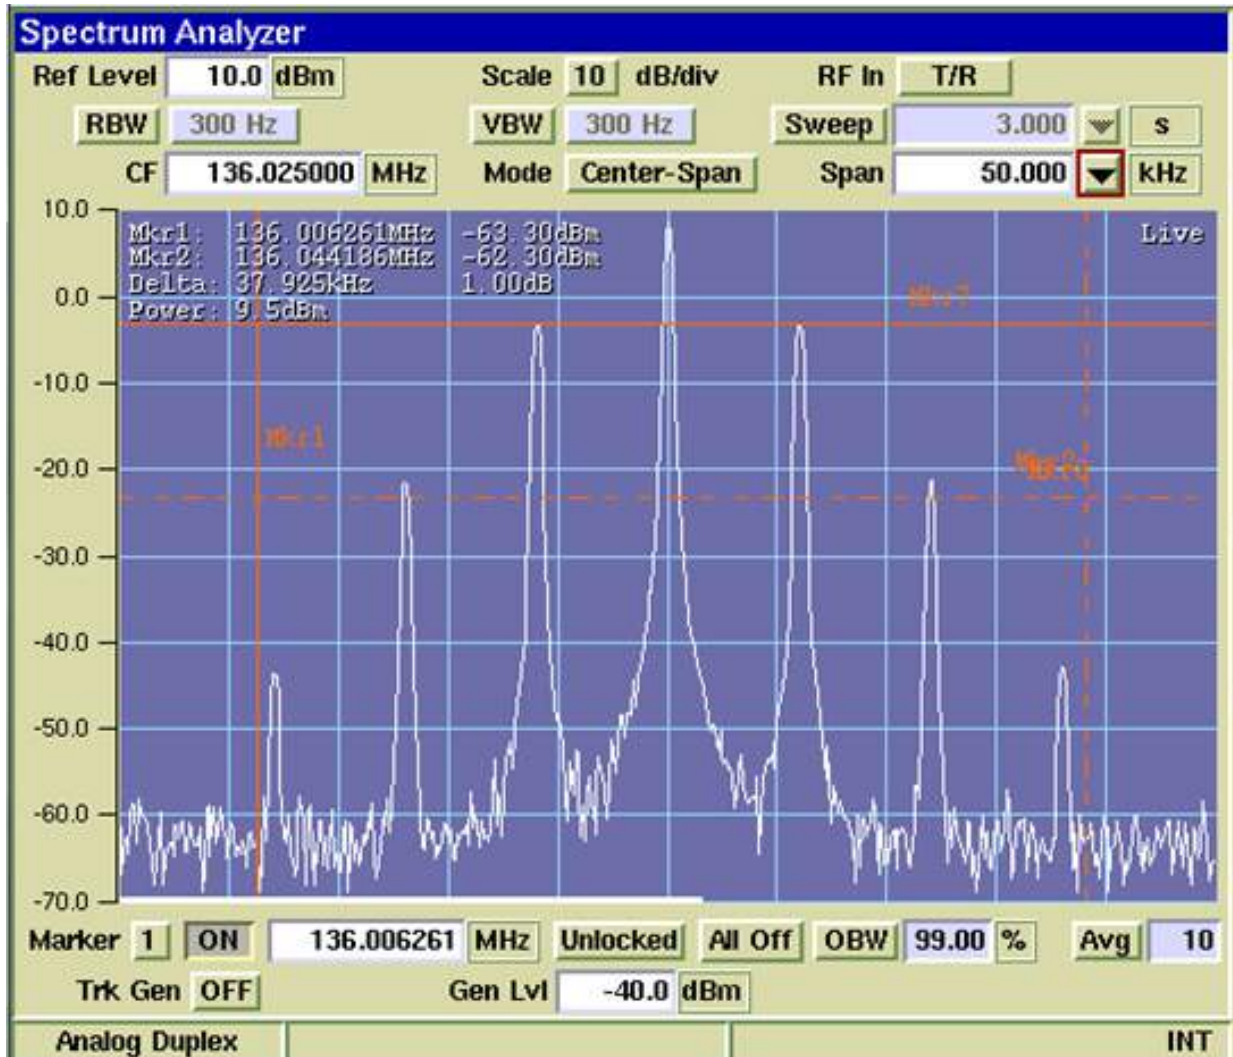 Spectrum Analyzer
Ref Level 10.0 dBm Scale 10 dB/div RF In T/R
RBW 300 Hz VBW 300 Hz Sweep 3.000 s
CF 136.025000 MHz Mode Center-Span Span 50.000 kHz
10.0
Mkr1: 136.006261MHz -63.30dBm Live
Mkr2: 136.044186MHz -62.30dBm
Delta: 37.925kHz 1.00dB
0.0
Power: 9.5dBm
-10.0
Mkr1
-20.0
-30.0
-40.0
-50.0
-60.0
-70.0
Marker 1 ON 136.006261 MHz Unlocked All Off OBW 99.00 % Avg 10
Trk Gen OFF Gen Lvl -40.0 dBm
Analog Duplex INT